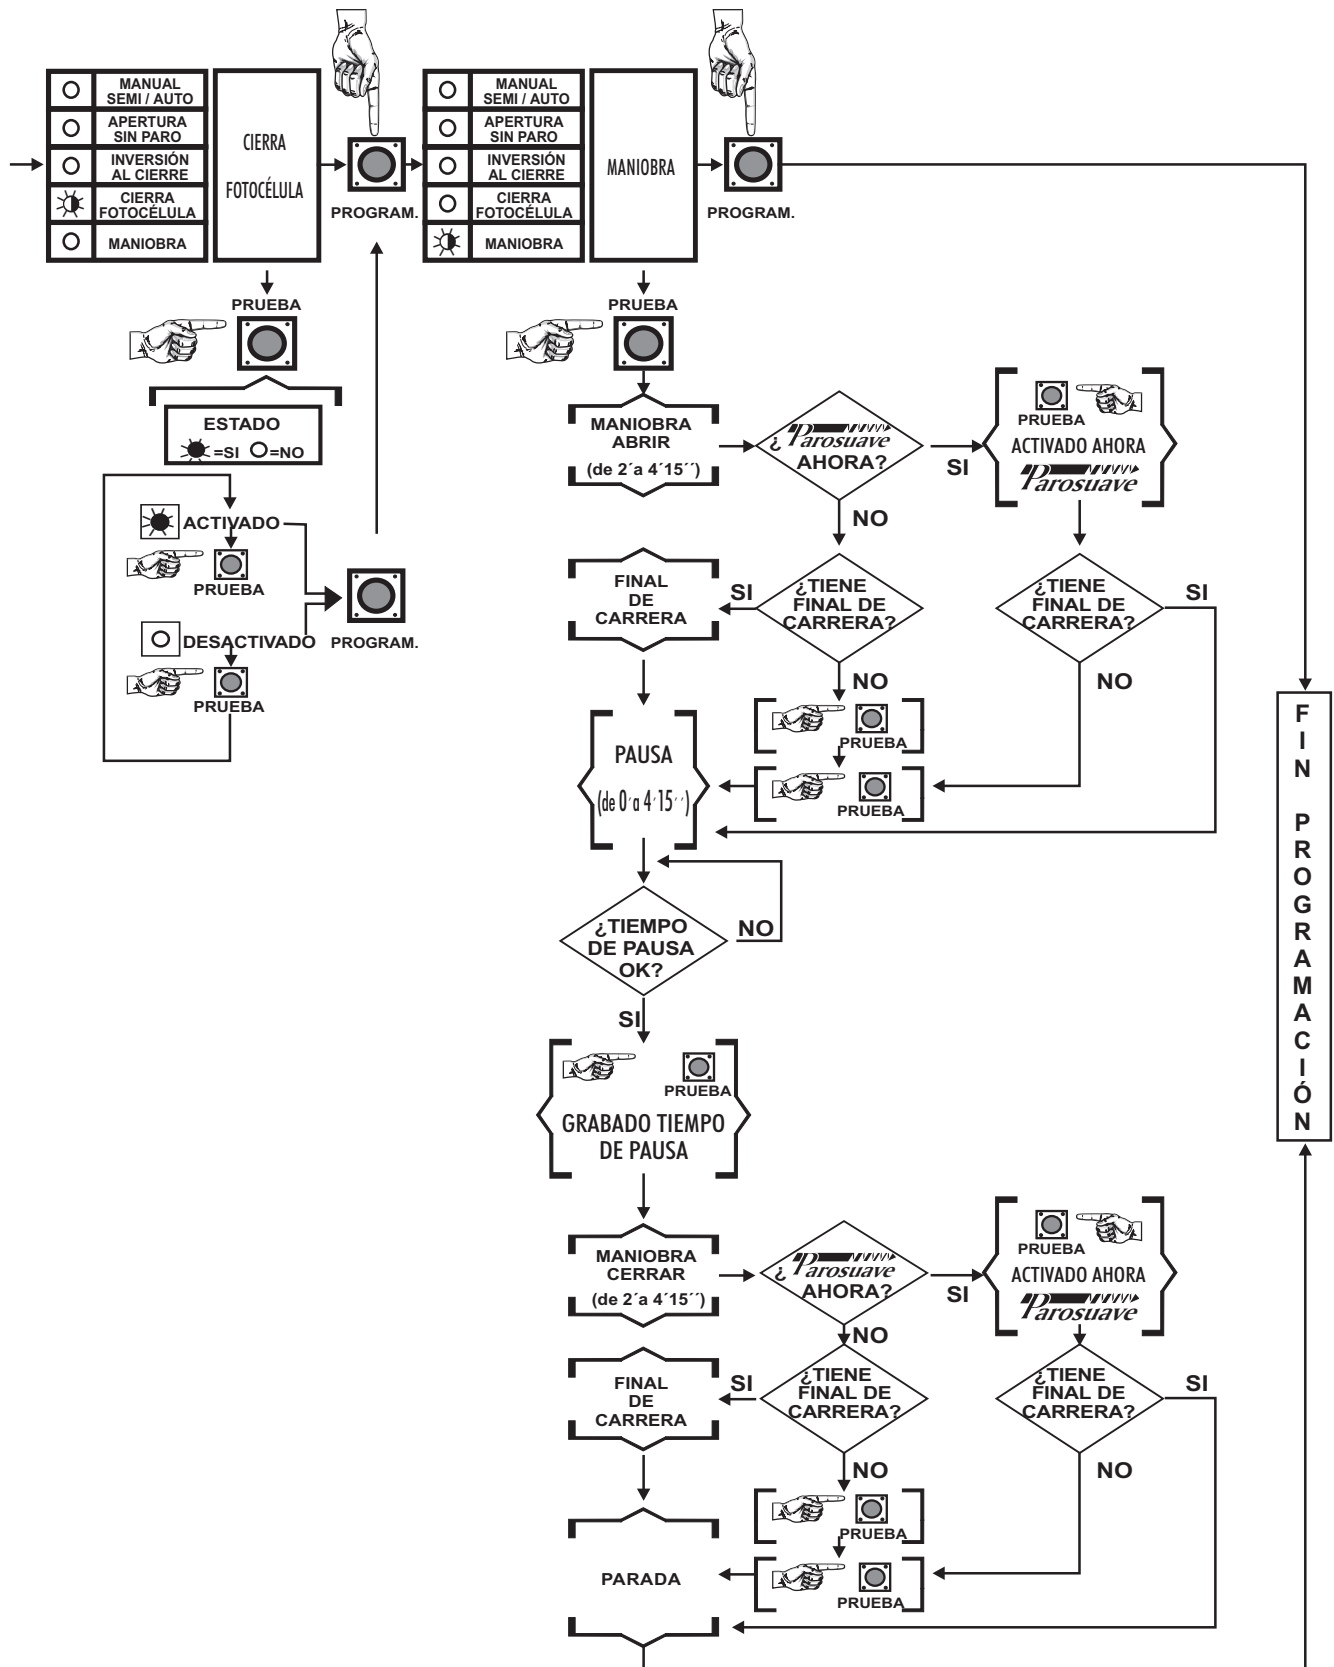 MANUAL
SEMI / AUTO
APERTURA
SIN PARO
INVERSIÓN
AL CIERRE
CIERRA
FOTOCÉLULA
MANIOBRA
CIERRA
FOTOCÉLULA
PROGRAM.
MANUAL
SEMI / AUTO
APERTURA
SIN PARO
INVERSIÓN
AL CIERRE
CIERRA
FOTOCÉLULA
MANIOBRA
MANIOBRA
PROGRAM.
PRUEBA
ESTADO
=SI =NO
ACTIVADO
PRUEBA
DESACTIVADO
PRUEBA
PROGRAM.
PRUEBA
MANIOBRA
ABRIR
(de 2´a 4´15´´)
¿ Parosuave
AHORA?
SI
PRUEBA
ACTIVADO AHORA
Parosuave
NO
FINAL
DE
CARRERA
SI
¿TIENE
FINAL DE
CARRERA?
¿TIENE
FINAL DE
CARRERA?
SI
NO
NO
PRUEBA
PRUEBA
PAUSA
(de 0´a 4´15´´)
¿TIEMPO
DE PAUSA
OK?
NO
SI
PRUEBA
GRABADO TIEMPO
DE PAUSA
MANIOBRA
CERRAR
(de 2´a 4´15´´)
¿ Parosuave
AHORA?
SI
PRUEBA
ACTIVADO AHORA
Parosuave
NO
FINAL
DE
CARRERA
SI
¿TIENE
FINAL DE
CARRERA?
¿TIENE
FINAL DE
CARRERA?
SI
NO
NO
PRUEBA
PRUEBA
PARADA
FIN PROGRAMACIÓN